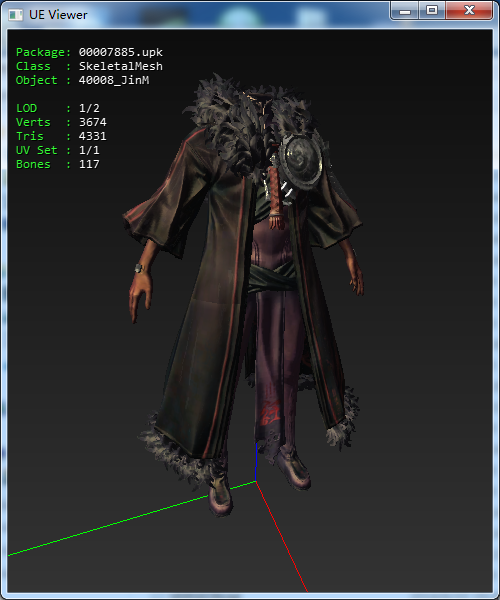 UE Viewer
Package: 00007885.upk
Class : SkeletalMesh
Object : 40008_JinM
LOD : 1/2
Verts : 3674
Tris : 4331
UV Set : 1/1
Bones : 117